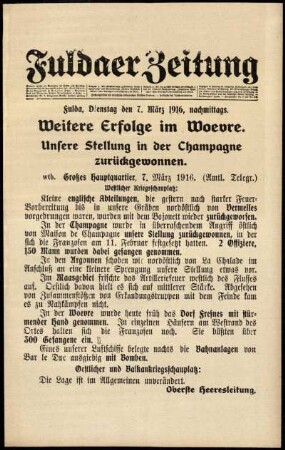 Fuldaer Zeitung
Fulda, Dienstag den 7. März 1916, nachmittags.
Weitere Erfolge im Woevre.
Unsere Stellung in der Champagne
zurückgewonnen.
wtb. Großes Hauptquartier, 7. März 1916. (Amtl. Telegr.)
Westlicher Kriegsschauplatz:
Kleine englische Abteilungen, die gestern nach starker Feuer-
Vorbereitung bis in unsere Gräben nordöstlich von Vermelles
vorgedrungen waren, wurden mit dem Bajonett wieder zurückgeworfen.
In der Champagne wurde in überraschendem Angriff östlich
von Maison de Champagne unsere Stellung zurückgewonnen, in
der sich die Franzosen am 11. Februar festgesetzt hatten. 2 Offiziere,
150 Mann wurden dabei gefangen genommen.
In den Argonnen schoben wir nordöstlich von La Chalade im
Anschluß an eine kleinere Sprengung unsere Stellung etwas vor.
Im Maasgebiet frischte das Artilleriefeuer westlich des Flusses
auf. Oestlich davon hielt es sich auf mittlerer Stärke. Abgesehen
von Zusammenstößen von Erkundungstruppen mit dem Feinde kam
es zu Nahkämpfen nicht.
In der Woevre wurde heute früh das Dorf Fresnes mit stür-
mender Hand genommen. In einzelnen Häusern am Westrand des
Ortes halten sich die Franzosen noch. Sie büßten über
300 Gefangene ein.
Eines unserer Luftschiffe belegte nachts die Bahnanlagen von
Bar le Duc ausgiebig mit Bomben.
Oestlicher und Balkankriegsschauplatz:
Die Lage ist im Allgemeinen unverändert.
Oberste Heeresleitung.